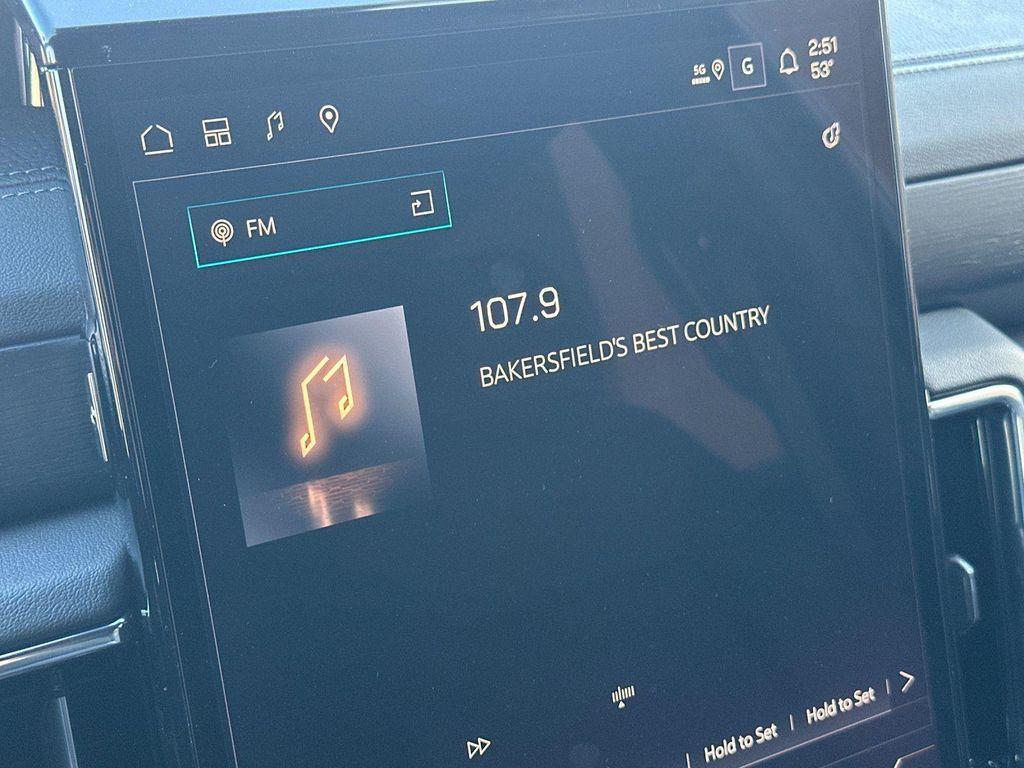 5G
G
2:51
53°
FM
107.9
BAKERSFIELD'S BEST COUNTRY
Hold to Set | Hold to Set